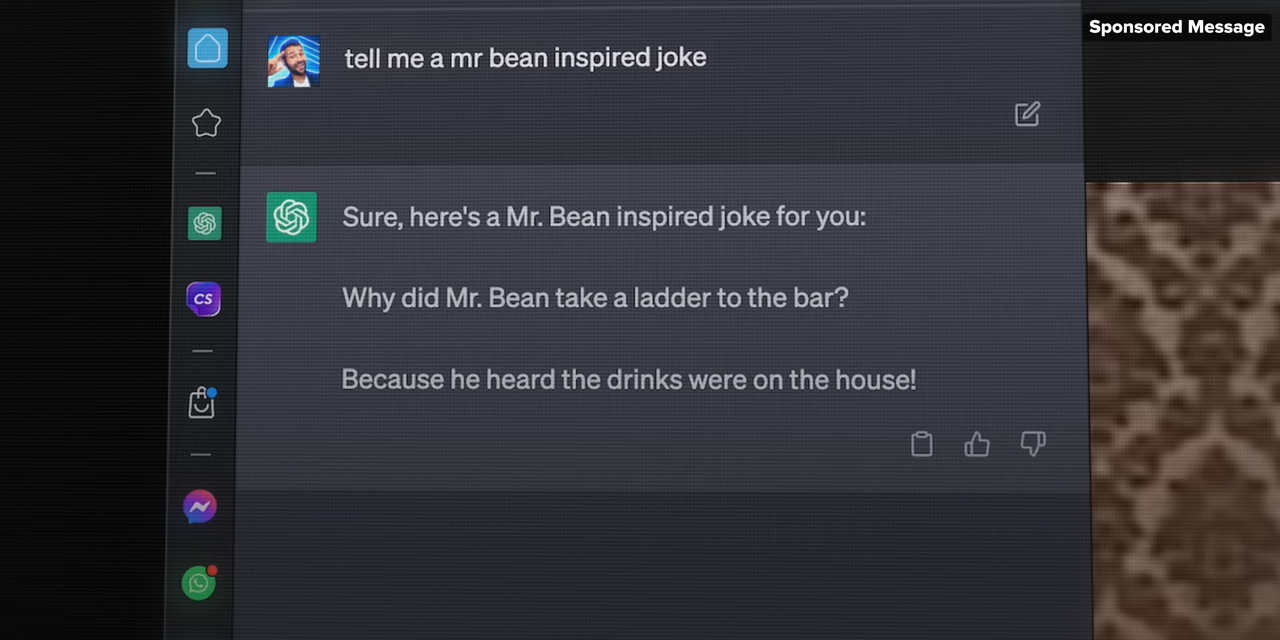 Sponsored Message
tell me a mr bean inspired joke
Sure, here's a Mr. Bean inspired joke for you:
Why did Mr. Bean take a ladder to the bar?
Because he heard the drinks were on the house!
CS